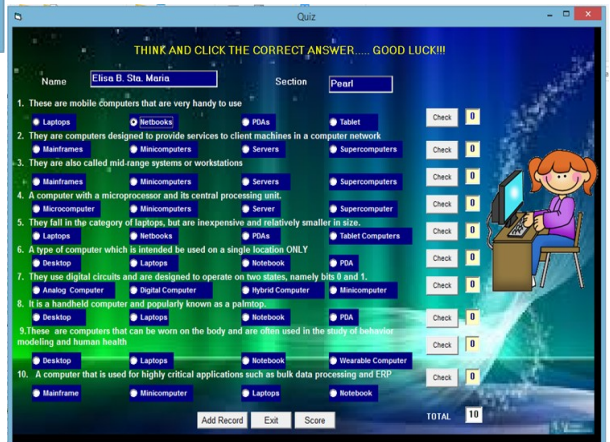 Quiz
THINK AND CLICK THE CORRECT ANSWER..... GOOD LUCK!!!
Name Elisa B. Sta. Maria Section Pearl
1. These are mobile computers that are very handy to use
Laptops Netbooks PDAs Tablet Check 0
2. They are computers designed to provide services to client machines in a computer network
Mainframes Minicomputers Servers Supercomputers Check 0
3. They are also called mid-range systems or workstations
Mainframes Minicomputers Servers Supercomputers Check 0
4. A computer with a microprocessor and its central processing unit.
Microcomputer Minicomputers Server Supercomputer Check 0
5. They fall in the category of laptops, but are inexpensive and relatively smaller in size.
Laptops Netbooks PDAs Tablet Computers Check 0
6. A type of computer which is intended be used on a single location ONLY
Desktop Laptops Notebook PDA Check 0
7. They use digital circuits and are designed to operate on two states, namely bits 0 and 1.
Analog Computer Digital Computer Hybrid Computer Minicomputer Check 0
8. It is a handheld computer and popularly known as a palmtop.
Desktop Laptops Notebook PDA Check 0
9.These are computers that can be worn on the body and are often used in the study of behavior
modeling and human health
Desktop Laptops Notebook Wearable Computer Check 0
10. A computer that is used for highly critical applications such as bulk data processing and ERP
Mainframe Minicomputer Laptops Notebook Check 0
Add Record Exit Score TOTAL 10